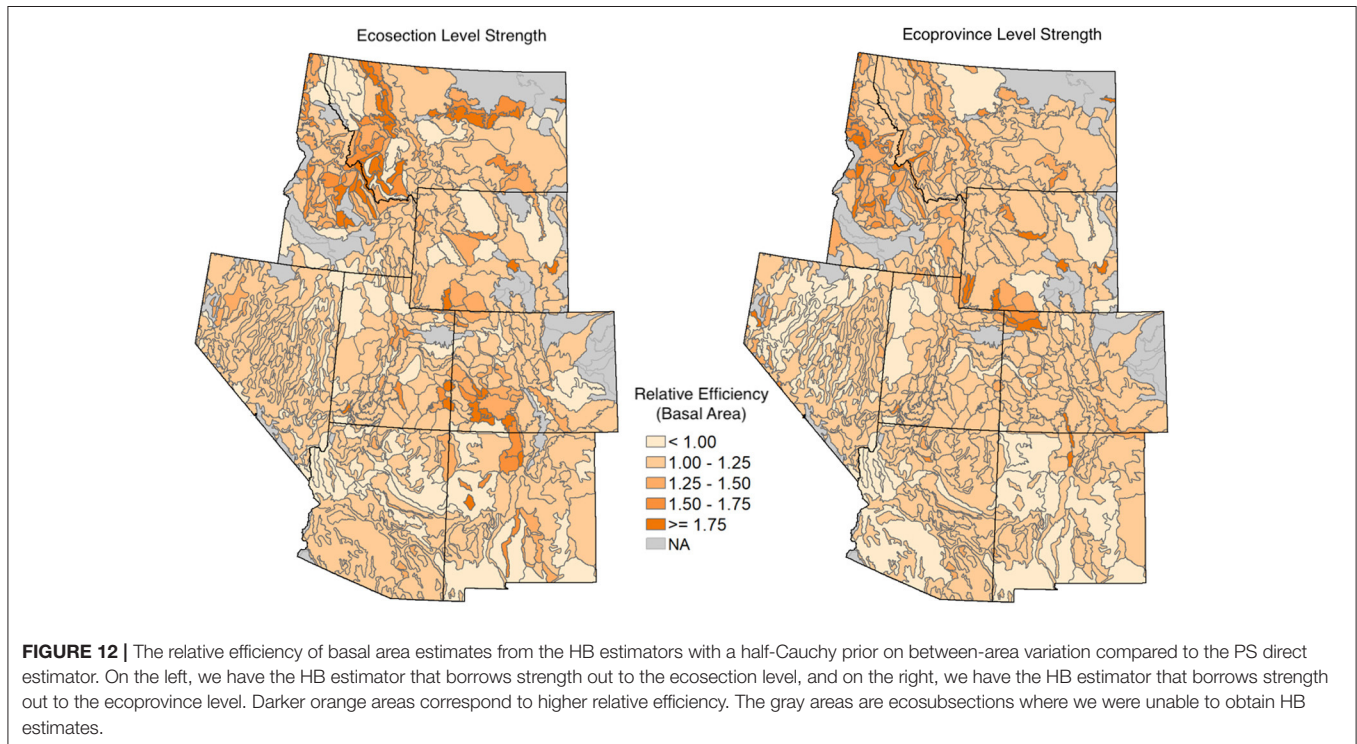 Ecosection Level Strength
Ecoprovince Level Strength
Relative Efficiency
(Basal Area)
< 1.00
1.00 - 1.25
1.25 - 1.50
1.50 - 1.75
>= 1.75
NA
FIGURE 12 | The relative efficiency of basal area estimates from the HB estimators with a half-Cauchy prior on between-area variation compared to the PS direct
estimator. On the left, we have the HB estimator that borrows strength out to the ecosection level, and on the right, we have the HB estimator that borrows strength
out to the ecoprovince level. Darker orange areas correspond to higher relative efficiency. The gray areas are ecosubsections where we were unable to obtain HB
estimates.